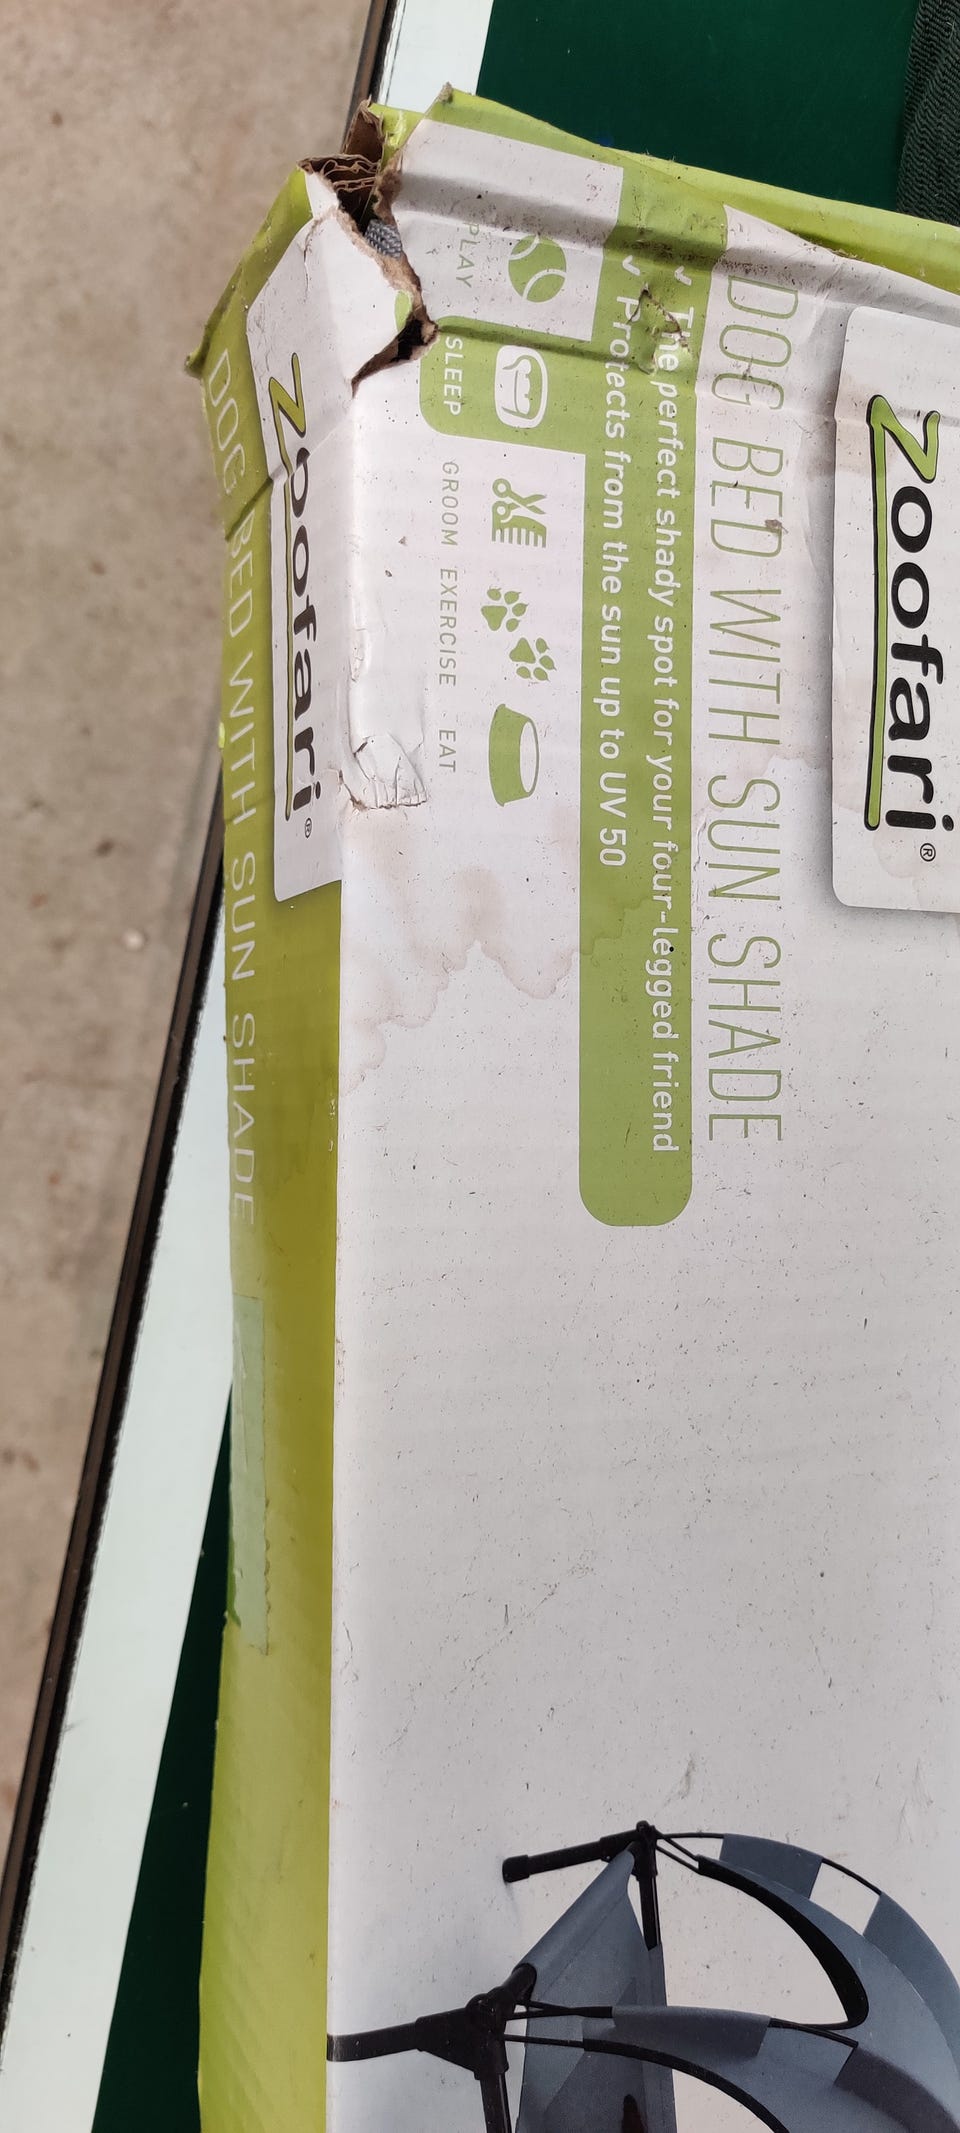 Zoofari®
DOG BED WITH SUN SHADE
✓ The perfect shady spot for your four-legged friend
✓ Protects from the sun up to UV 50
PLAY SLEEP GROOM EXERCISE EAT
Zoofari®
DOG BED WITH SUN SHADE